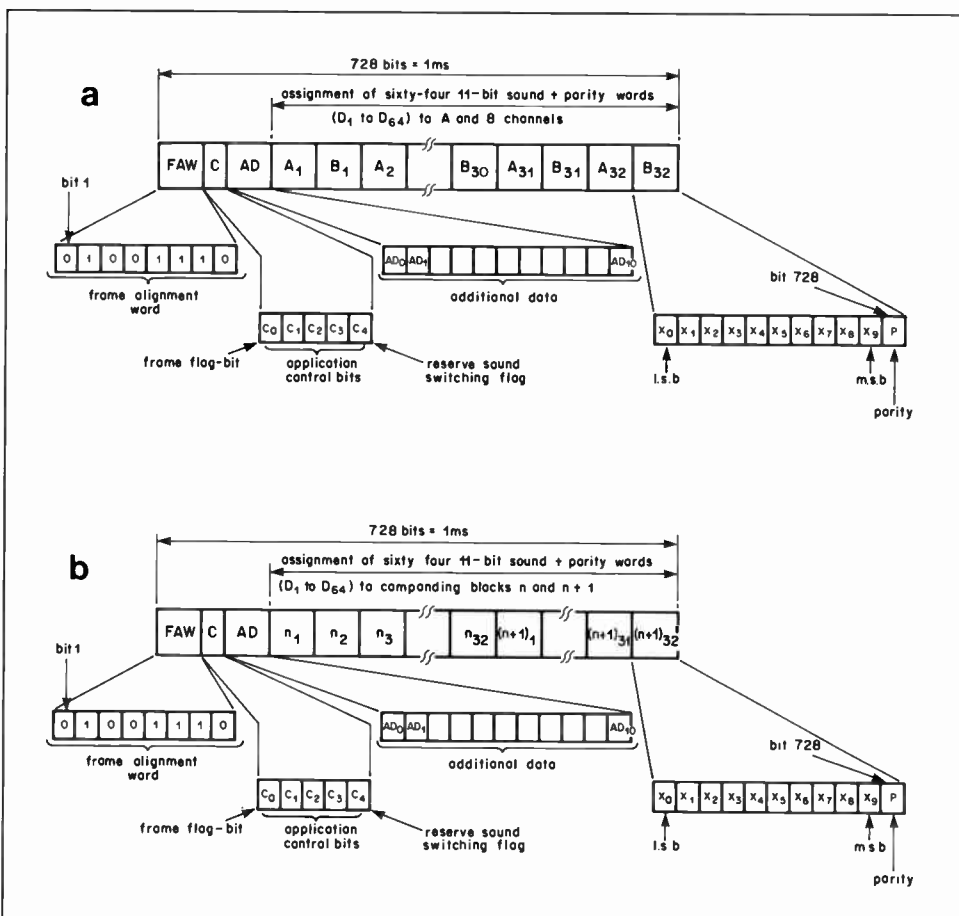 a
728 bits = 1ms
assignment of sixty-four 11-bit sound + parity words
(D1 to D64) to A and B channels
FAW C AD A1 B1 A2 B30 A31 B31 A32 B32
bit 1
0 1 0 0 1 1 1 0
frame alignment
word
AD0 AD1 AD10
additional data
bit 728
C0 C1 C2 C3 C4
frame flag-bit
application
control bits
reserve sound
switching flag
X0 X1 X2 X3 X4 X5 X6 X7 X8 X9 P
l.s.b
m.s.b
parity
b
728 bits = 1ms
assignment of sixty four 11-bit sound + parity words
(D1 to D64) to companding blocks n and n + 1
FAW C AD n1 n2 n3 n32 (n+1)1 (n+1)31 (n+1)32
bit 1
0 1 0 0 1 1 1 0
frame alignment
word
AD0 AD1 AD10
additional data
bit 728
C0 C1 C2 C3 C4
frame flag-bit
application
control bits
reserve sound
switching flag
X0 X1 X2 X3 X4 X5 X6 X7 X8 X9 P
l.s.b
m.s.b
parity